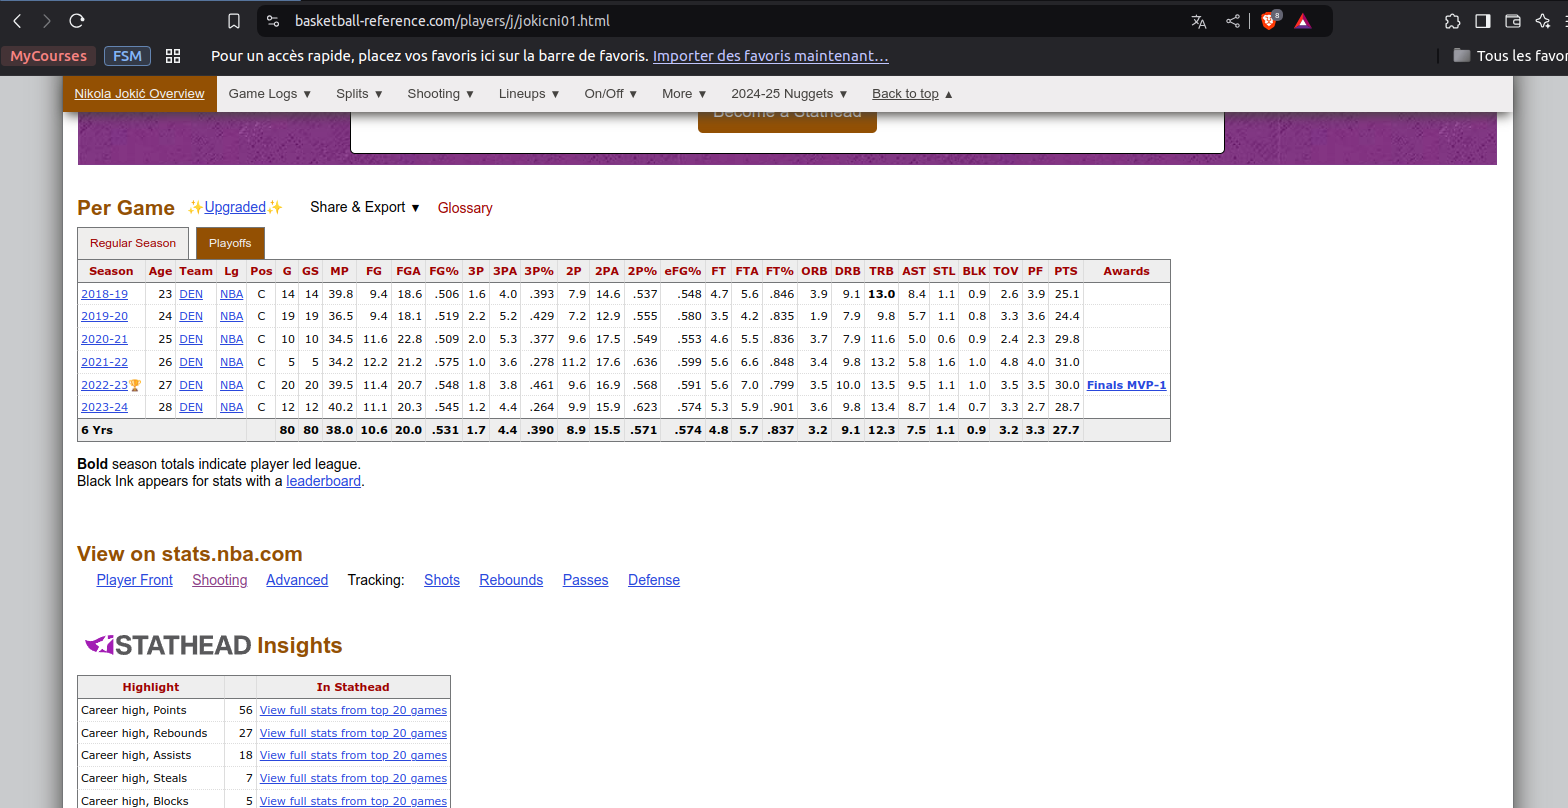 basketball-reference.com/players/j/jokicni01.html 8
MyCourses FSM Pour un accès rapide, placez vos favoris ici sur la barre de favoris. Importer des favoris maintenant… Tous les favor
Nikola Jokić Overview Game Logs ▼ Splits ▼ Shooting ▼ Lineups ▼ On/Off ▼ More ▼ 2024-25 Nuggets ▼ Back to top ▲
Become a Stathead
Per Game ✨Upgraded✨ Share & Export ▼ Glossary
Regular Season Playoffs
Season Age Team Lg Pos G GS MP FG FGA FG% 3P 3PA 3P% 2P 2PA 2P% eFG% FT FTA FT% ORB DRB TRB AST STL BLK TOV PF PTS Awards
2018-19 23 DEN NBA C 14 14 39.8 9.4 18.6 .506 1.6 4.0 .393 7.9 14.6 .537 .548 4.7 5.6 .846 3.9 9.1 13.0 8.4 1.1 0.9 2.6 3.9 25.1
2019-20 24 DEN NBA C 19 19 36.5 9.4 18.1 .519 2.2 5.2 .429 7.2 12.9 .555 .580 3.5 4.2 .835 1.9 7.9 9.8 5.7 1.1 0.8 3.3 3.6 24.4
2020-21 25 DEN NBA C 10 10 34.5 11.6 22.8 .509 2.0 5.3 .377 9.6 17.5 .549 .553 4.6 5.5 .836 3.7 7.9 11.6 5.0 0.6 0.9 2.4 2.3 29.8
2021-22 26 DEN NBA C 5 5 34.2 12.2 21.2 .575 1.0 3.6 .278 11.2 17.6 .636 .599 5.6 6.6 .848 3.4 9.8 13.2 5.8 1.6 1.0 4.8 4.0 31.0
2022-23🏆 27 DEN NBA C 20 20 39.5 11.4 20.7 .548 1.8 3.8 .461 9.6 16.9 .568 .591 5.6 7.0 .799 3.5 10.0 13.5 9.5 1.1 1.0 3.5 3.5 30.0 Finals MVP-1
2023-24 28 DEN NBA C 12 12 40.2 11.1 20.3 .545 1.2 4.4 .264 9.9 15.9 .623 .574 5.3 5.9 .901 3.6 9.8 13.4 8.7 1.4 0.7 3.3 2.7 28.7
6 Yrs 80 80 38.0 10.6 20.0 .531 1.7 4.4 .390 8.9 15.5 .571 .574 4.8 5.7 .837 3.2 9.1 12.3 7.5 1.1 0.9 3.2 3.3 27.7
Bold season totals indicate player led league.
Black Ink appears for stats with a leaderboard.
View on stats.nba.com
Player Front Shooting Advanced Tracking: Shots Rebounds Passes Defense
STATHEAD Insights
Highlight In Stathead
Career high, Points 56 View full stats from top 20 games
Career high, Rebounds 27 View full stats from top 20 games
Career high, Assists 18 View full stats from top 20 games
Career high, Steals 7 View full stats from top 20 games
Career high, Blocks 5 View full stats from top 20 games